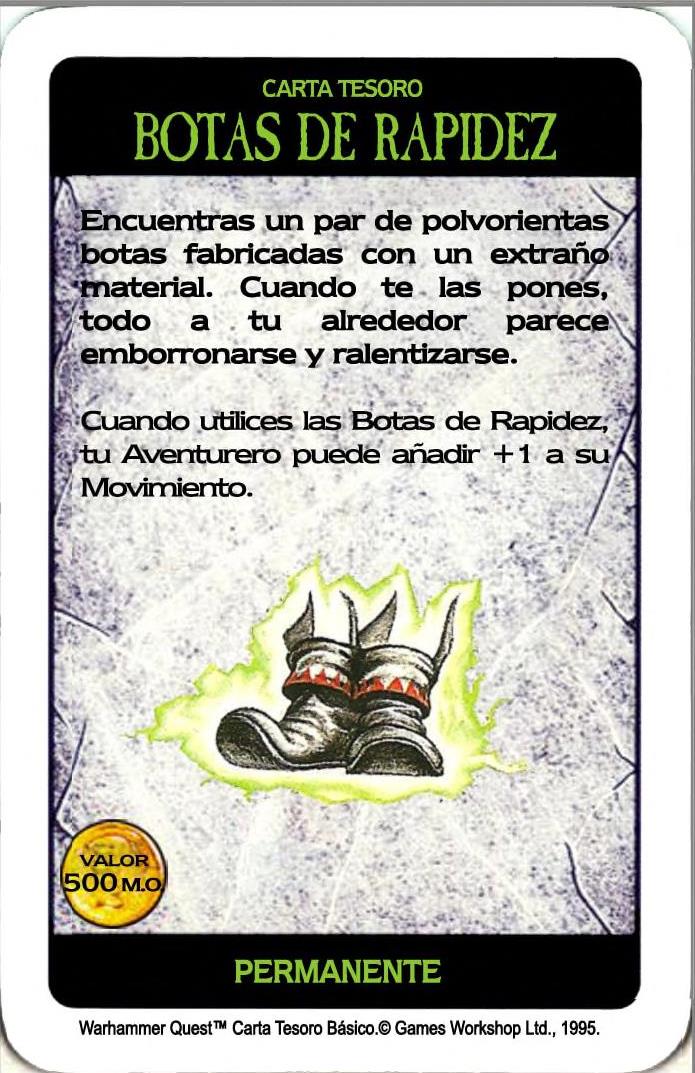 CARTA TESORO
BOTAS DE RAPIDEZ
Encuentras un par de polvorientas
botas fabricadas con un extraño
material. Cuando te las pones,
todo a tu alrededor parece
emborronarse y ralentizarse.
Cuando utilices las Botas de Rapidez,
tu Aventurero puede añadir +1 a su
Movimiento.
VALOR
500 M.O.
PERMANENTE
Warhammer Quest™ Carta Tesoro Básico.© Games Workshop Ltd., 1995.